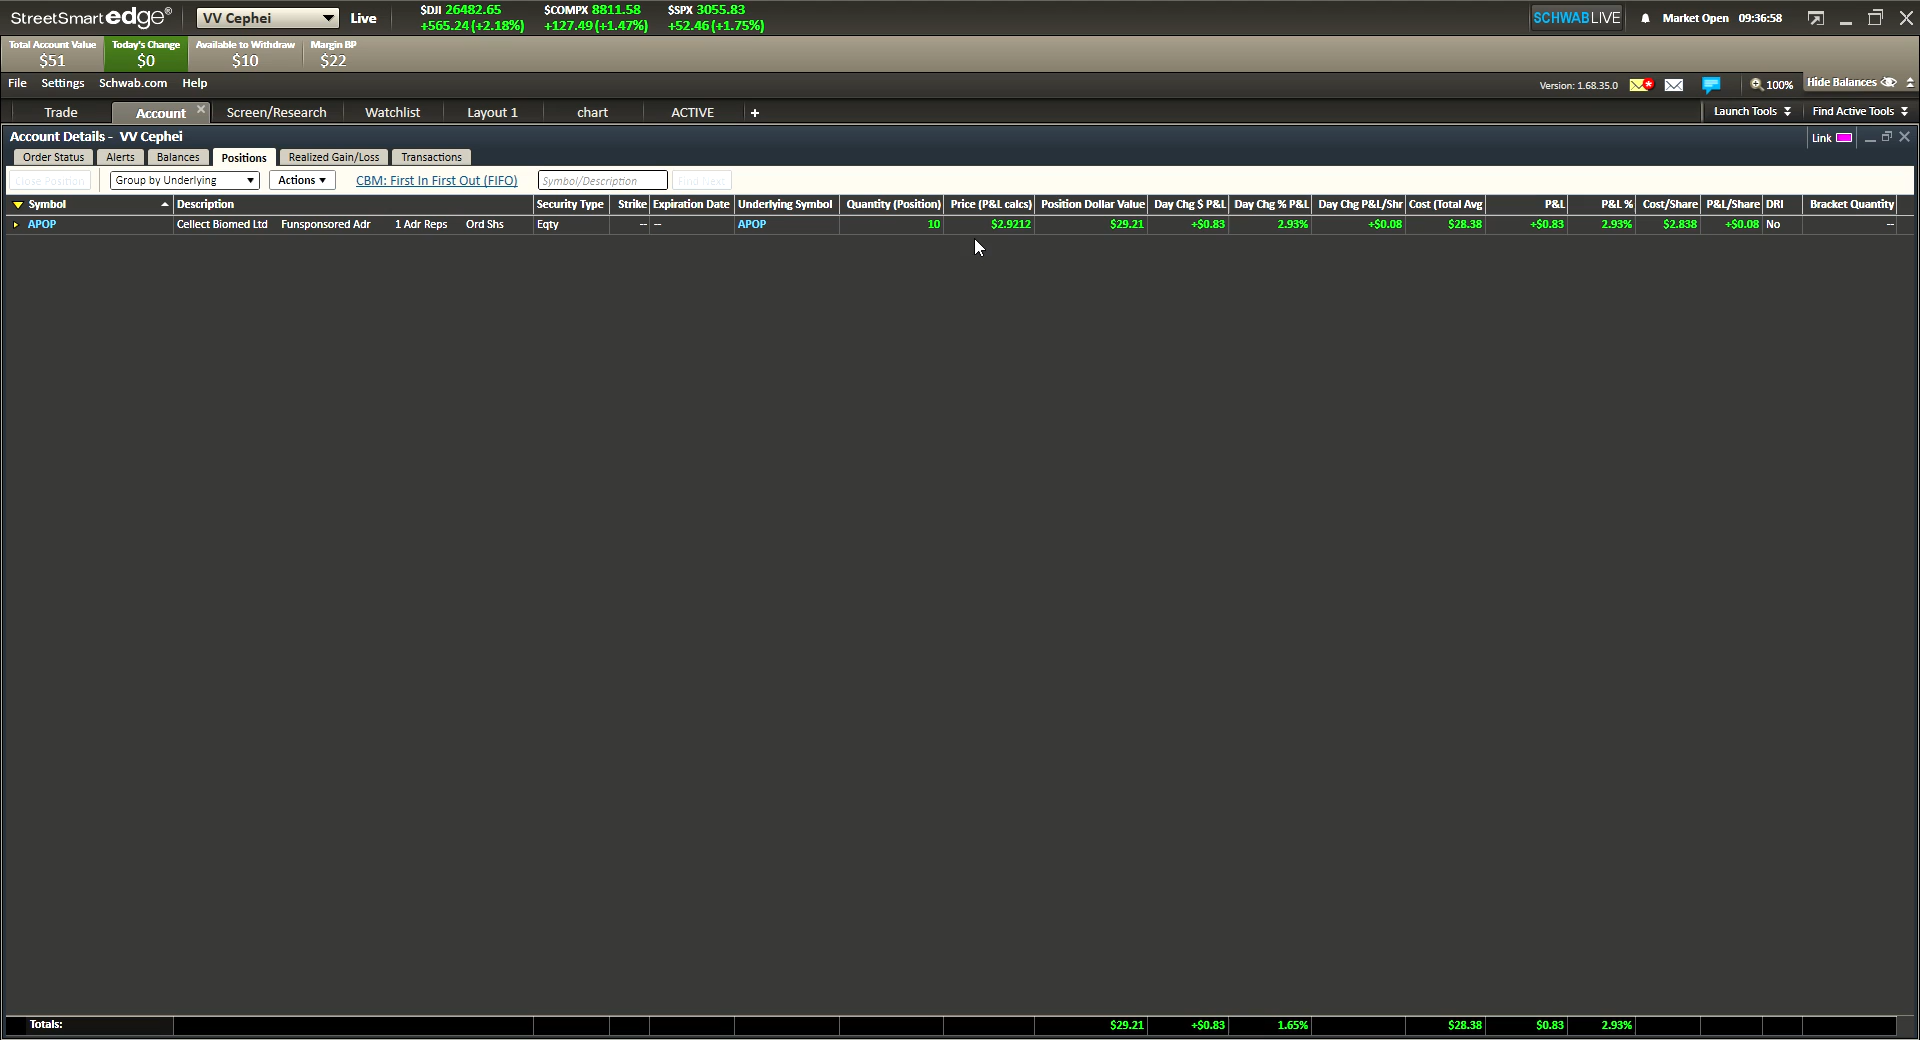 StreetSmart edge® VV Cephei Live $DJI 26482.65 $COMPX 8811.58 $SPX 3055.83 SCHWABLIVE Market Open 09:36:58
+565.24 (+2.18%) +127.49 (+1.47%) +52.46 (+1.75%)
Total Account Value Today's Change Available to Withdraw Margin BP
$51 $0 $10 $22
File Settings Schwab.com Help Version: 1.68.35.0 100% Hide Balances
Trade Account Screen/Research Watchlist Layout 1 chart ACTIVE + Launch Tools Find Active Tools
Account Details - VV Cephei Link
Order Status Alerts Balances Positions Realized Gain/Loss Transactions
Close Position Group by Underlying Actions CBM: First In First Out (FIFO) Symbol/Description Find Next
Symbol Description Security Type Strike Expiration Date Underlying Symbol Quantity (Position) Price (P&L calcs) Position Dollar Value Day Chg $ P&L Day Chg % P&L Day Chg P&L/Shr Cost (Total Avg P&L P&L % Cost/Share P&L/Share DRI Bracket Quantity
APOP Cellect Biomed Ltd Funsponsored Adr 1 Adr Reps Ord Shs Eqty -- -- APOP 10 $2.9212 $29.21 +$0.83 2.93% +$0.08 $28.38 +$0.83 2.93% $2.838 +$0.08 No --
Totals: $29.21 +$0.83 1.65% $28.38 $0.83 2.93%